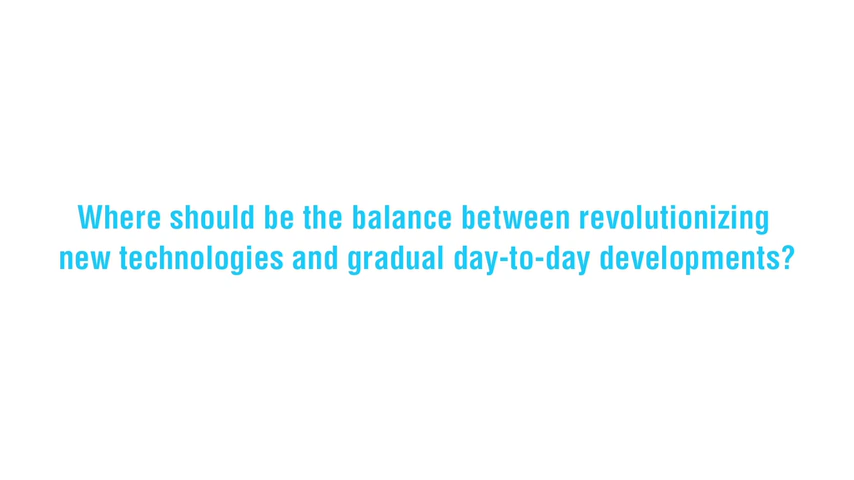 Where should be the balance between revolutionizing
new technologies and gradual day-to-day developments?